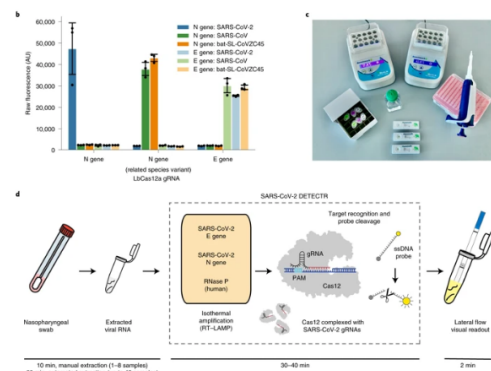 b
60,000
50,000
40,000
30,000
20,000
10,000
0
Raw fluorescence (AU)
N gene: SARS-CoV-2
N gene: SARS-CoV
N gene: bat-SL-CoVZC45
E gene: SARS-CoV-2
E gene: SARS-CoV
E gene: bat-SL-CoVZC45
N gene
N gene
E gene
(related species variant)
LbCas12a gRNA
c
d
SARS-CoV-2 DETECTR
SARS-CoV-2
E gene
SARS-CoV-2
N gene
RNase P
(human)
Isothermal
amplification
(RT–LAMP)
Target recognition and
probe cleavage
gRNA
PAM
Cas12
ssDNA
probe
Cas12 complexed with
SARS-CoV-2 gRNAs
Nasopharyngeal
swab
Extracted
viral RNA
Lateral flow
visual readout
10 min, manual extraction (1–8 samples)
30–40 min
2 min